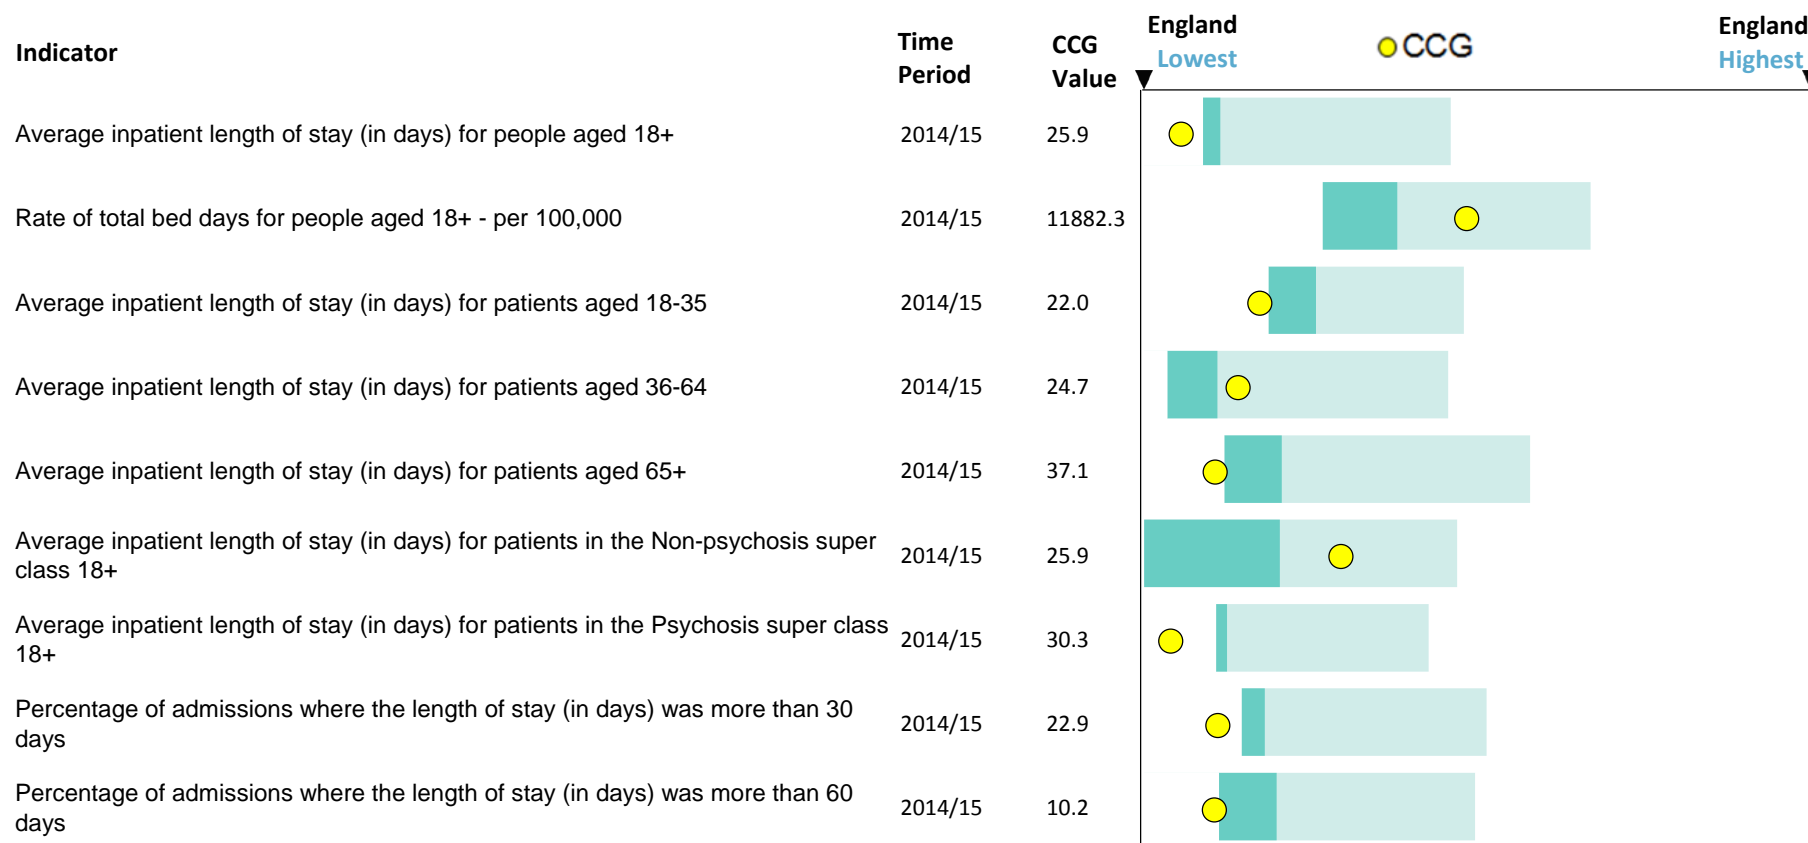 Indicator
Time Period
CCG Value
England Lowest
CCG
England Highest
Average inpatient length of stay (in days) for people aged 18+ 2014/15 25.9
Rate of total bed days for people aged 18+ - per 100,000 2014/15 11882.3
Average inpatient length of stay (in days) for patients aged 18-35 2014/15 22.0
Average inpatient length of stay (in days) for patients aged 36-64 2014/15 24.7
Average inpatient length of stay (in days) for patients aged 65+ 2014/15 37.1
Average inpatient length of stay (in days) for patients in the Non-psychosis super
class 18+ 2014/15 25.9
Average inpatient length of stay (in days) for patients in the Psychosis super class
18+ 2014/15 30.3
Percentage of admissions where the length of stay (in days) was more than 30
days 2014/15 22.9
Percentage of admissions where the length of stay (in days) was more than 60
days 2014/15 10.2